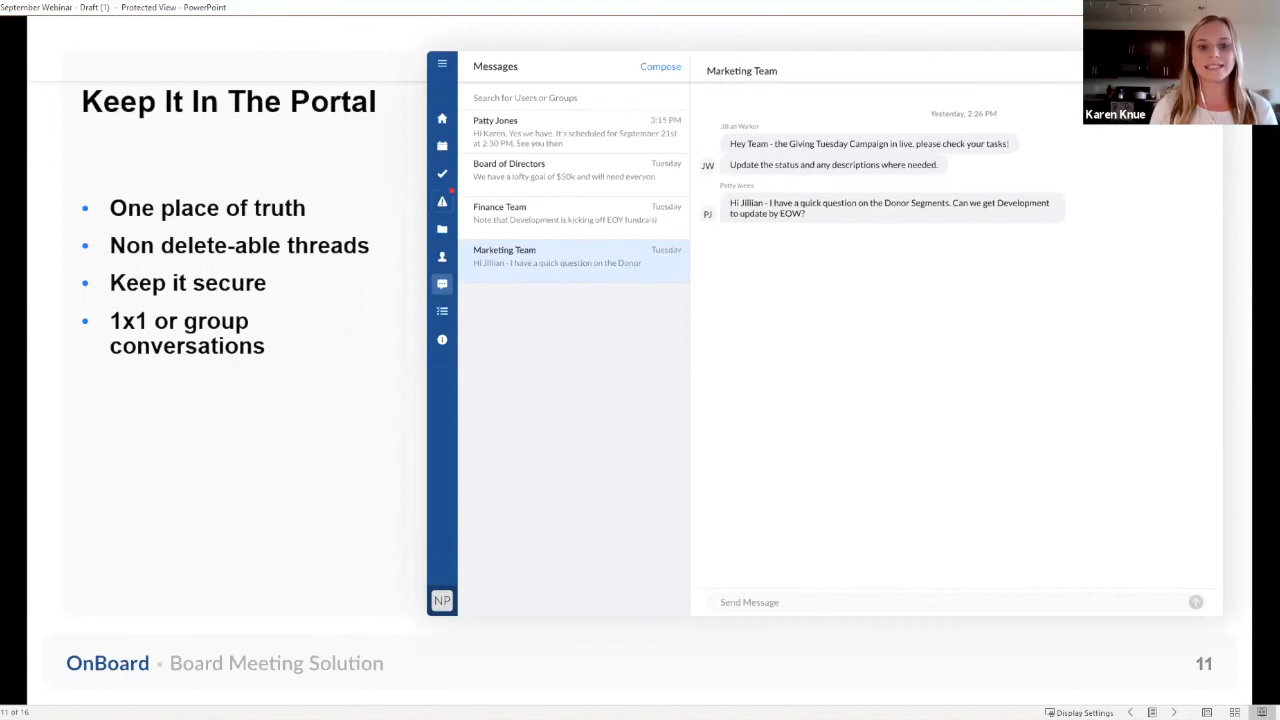 September Webinar - Draft (1) - Protected View - PowerPoint
Karen Knue
Keep It In The Portal
• One place of truth
• Non delete-able threads
• Keep it secure
• 1x1 or group
conversations
Messages
Compose
Search for Users or Groups
Patty Jones 3:15 PM
Hi Karen, Yes we have. It's scheduled for September 21st
at 2:30 PM, See you then
Board of Directors Tuesday
We have a lofty goal of $50k and will need everyon
Finance Team Tuesday
Note that Development is kicking off EOY fundraisi
Marketing Team Tuesday
Hi Jillian - I have a quick question on the Donor
NP
Marketing Team
Yestenday, 2.26 PM
Jillian Walker
Hey Team - the Giving Tuesday Campaign in live, please check your tasks!
JW
Update the status and any descriptions where needed.
Patty Jones
PJ
Hi Jillian - I have a quick question on the Donor Segments. Can we get Development
to update by EOW?
Send Message
OnBoard • Board Meeting Solution
11
11 of 16
Display Settings